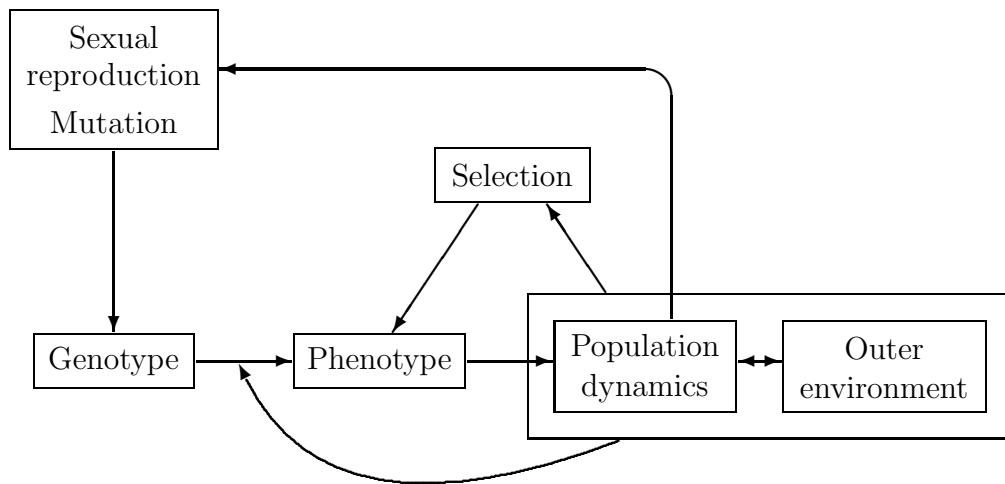 Sexual
reproduction
Mutation
Selection
Genotype
Phenotype
Population
dynamics
Outer
environment